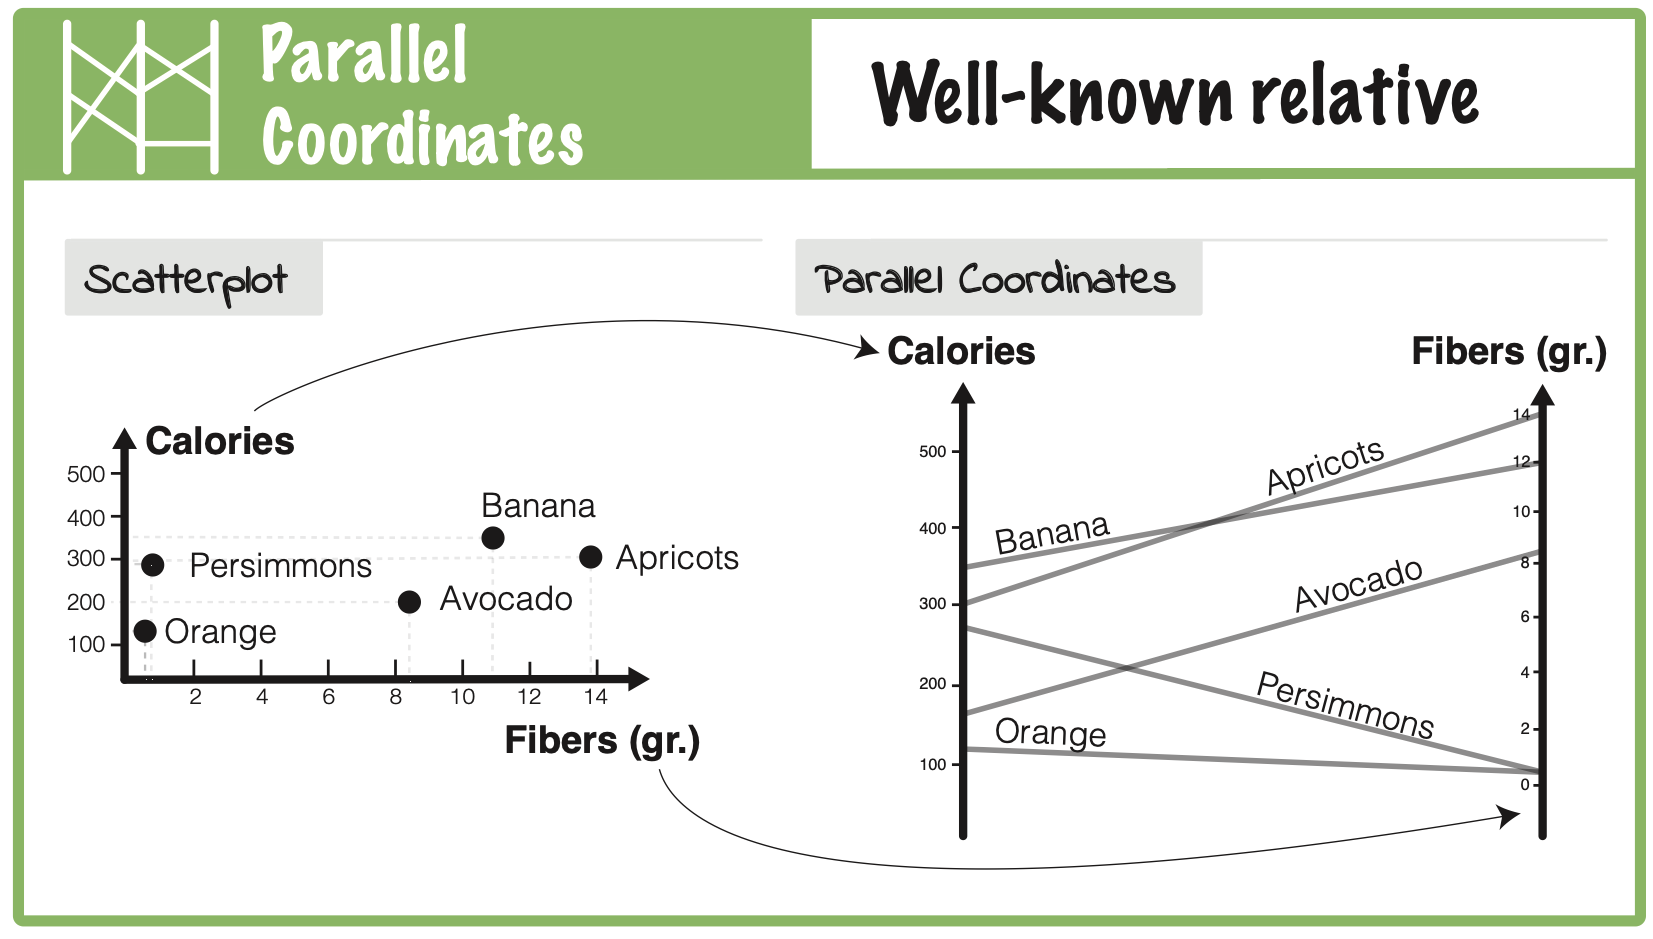 Parallel
Coordinates
Well-known relative
Scatterplot
Calories
500
400
300
200
100
Banana
Persimmons
Apricots
Avocado
Orange
2 4 6 8 10 12 14
Fibers (gr.)
Parallel Coordinates
Calories
Fibers (gr.)
500
400
300
200
100
Apricots
Banana
Avocado
Persimmons
Orange
14
12
10
8
6
4
2
0